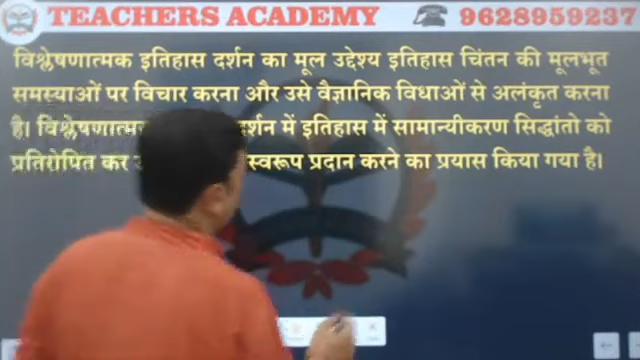 TEACHERS ACADEMY 9628959237
विश्लेषणात्मक इतिहास दर्शन का मूल उद्देश्य इतिहास चिंतन की मूलभूत
समस्याओं पर विचार करना और उसे वैज्ञानिक विधाओं से अलंकृत करना
है। विश्लेषणात्म दर्शन में इतिहास में सामान्यीकरण सिद्धांतो को
प्रतिरोपित कर स्वरूप प्रदान करने का प्रयास किया गया है।